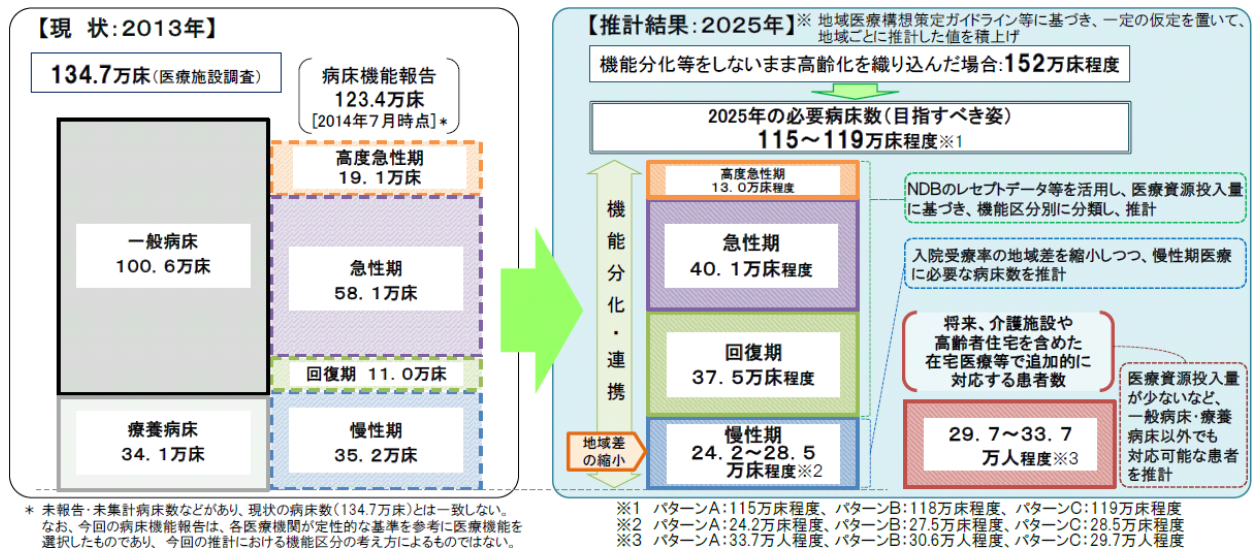 【現 状:2013年】
134.7万床(医療施設調査)
病床機能報告
123.4万床
[2014年7月時点]*
一般病床
100.6万床
療養病床
34.1万床
高度急性期
19.1万床
急性期
58.1万床
回復期 11.0万床
慢性期
35.2万床
* 未報告・未集計病床数などがあり、現状の病床数(134.7万床)とは一致しない。
なお、今回の病床機能報告は、各医療機関が定性的な基準を参考に医療機能を
選択したものであり、今回の推計における機能区分の考え方によるものではない。
【推計結果:2025年】※ 地域医療構想策定ガイドライン等に基づき、一定の仮定を置いて、
地域ごとに推計した値を積上げ
機能分化等をしないまま高齢化を織り込んだ場合:152万床程度
2025年の必要病床数(目指すべき姿)
115~119万床程度※1
機能分化・連携
地域差
の縮小
高度急性期
13.0万床程度
急性期
40.1万床程度
回復期
37.5万床程度
慢性期
24.2~28.5
万床程度※2
NDBのレセプトデータ等を活用し、医療資源投入量
に基づき、機能区分別に分類し、推計
入院受療率の地域差を縮小しつつ、慢性期医療
に必要な病床数を推計
将来、介護施設や
高齢者住宅を含めた
在宅医療等で追加的に
対応する患者数
29.7~33.7
万人程度※3
医療資源投入量
が少ないなど、
一般病床・療養
病床以外でも
対応可能な患者
を推計
※1 パターンA:115万床程度、パターンB:118万床程度、パターンC:119万床程度
※2 パターンA:24.2万床程度、パターンB:27.5万床程度、パターンC:28.5万床程度
※3 パターンA:33.7万人程度、パターンB:30.6万人程度、パターンC:29.7万人程度